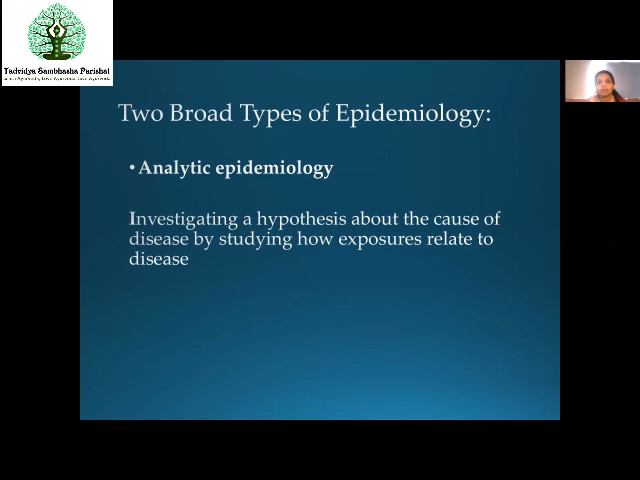 Tadvidya Sambhasha Parishat
Two Broad Types of Epidemiology:
• Analytic epidemiology
Investigating a hypothesis about the cause of
disease by studying how exposures relate to
disease